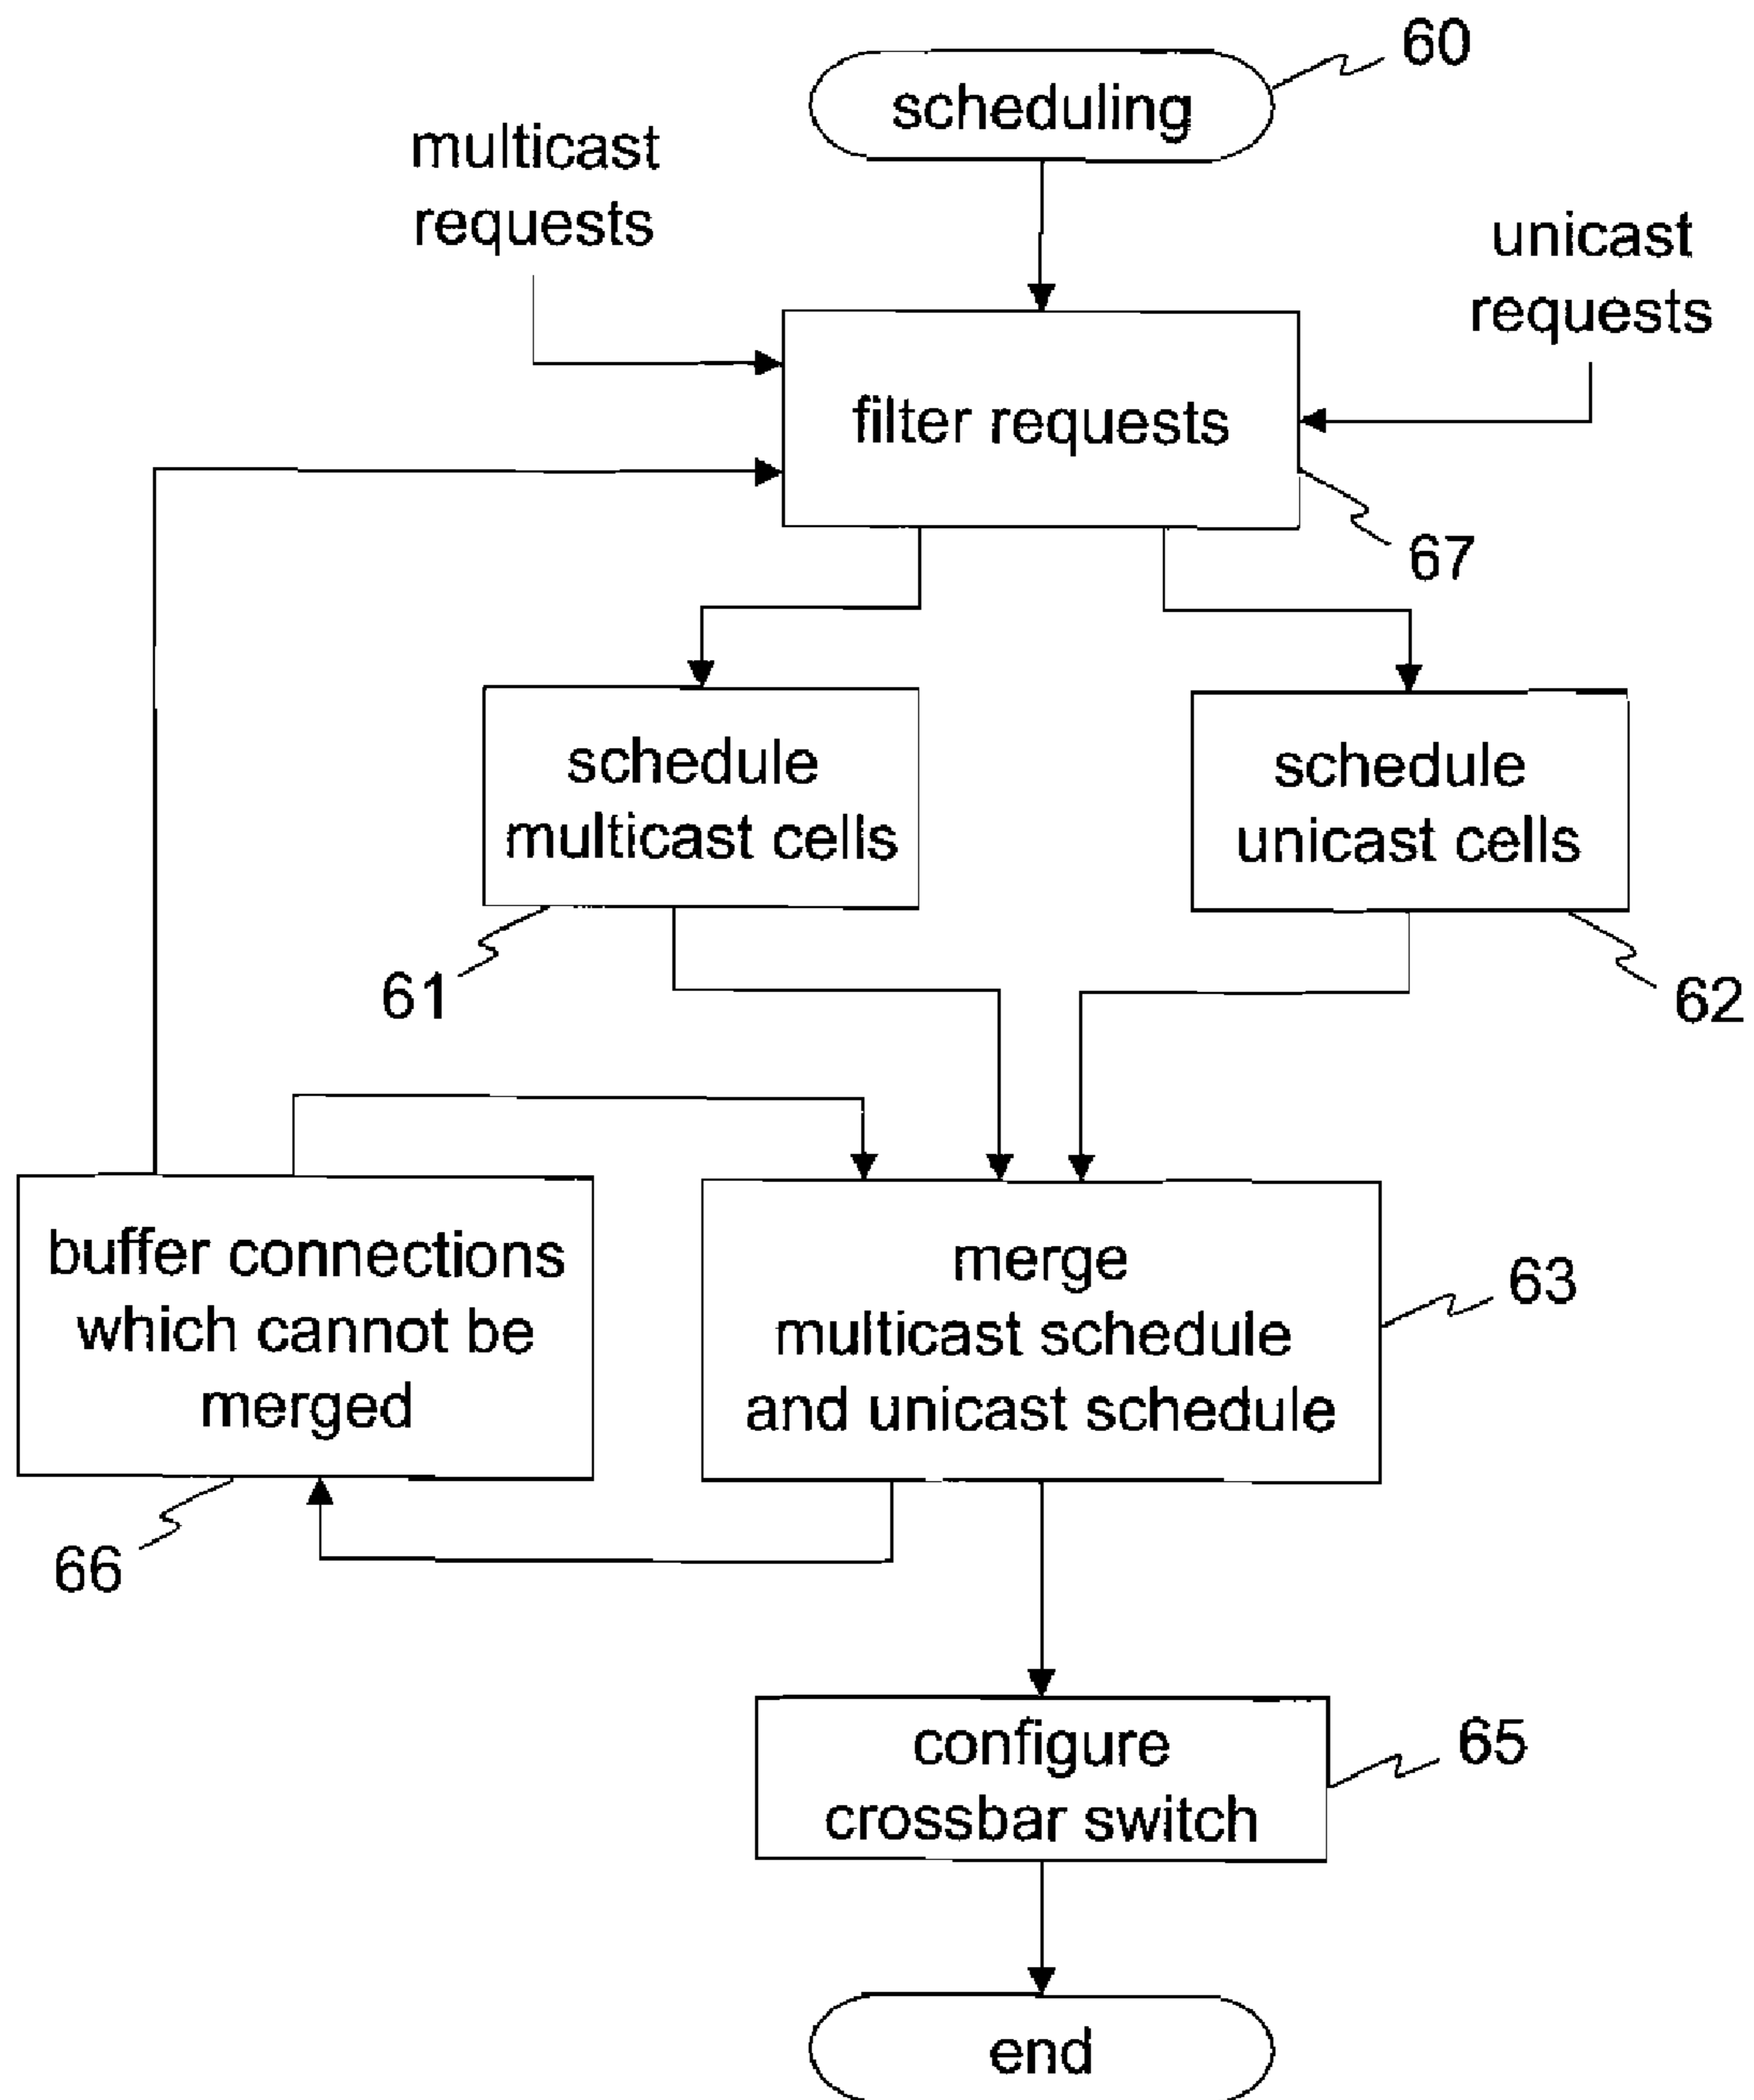 60
scheduling
multicast
requests
unicast
requests
filter requests
67
schedule
multicast cells
schedule
unicast cells
61
62
buffer connections
which cannot be
merged
merge
multicast schedule
and unicast schedule
63
66
configure
crossbar switch
65
end